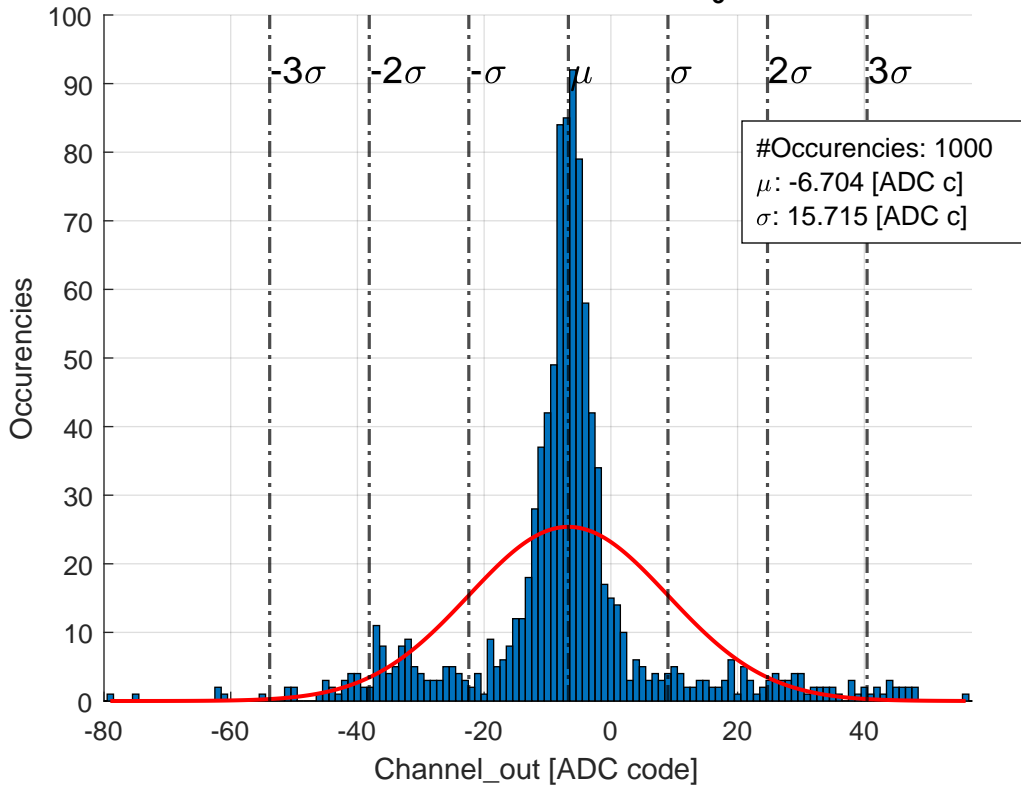 100
90
80
70
60
50
40
30
20
10
0
-3σ -2σ -σ μ σ 2σ 3σ
#Occurencies: 1000
μ: -6.704 [ADC c]
σ: 15.715 [ADC c]
Occurencies
-80 -60 -40 -20 0 20 40
Channel_out [ADC code]